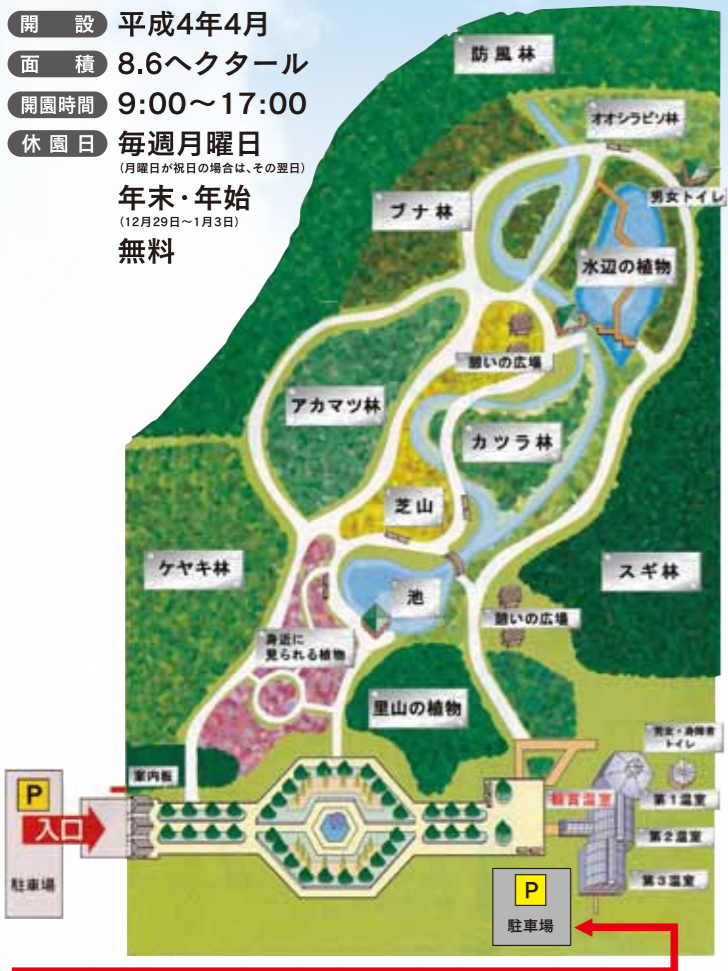 開設 平成4年4月
面積 8.6ヘクタール
開園時間 9:00～17:00
休園日 毎週月曜日
(月曜日が祝日の場合は、その翌日)
年末・年始
(12月29日～1月3日)
無料
防風林
オオシラビソ林
男女トイレ
ブナ林
水辺の植物
憩いの広場
アカマツ林
カツラ林
芝山
ケヤキ林
池
スギ林
憩いの広場
身近に
見られる植物
里山の植物
男女・身障者
トイレ
案内板
観賞温室
第1温室
P
入口
第2温室
駐車場
第3温室
P
駐車場